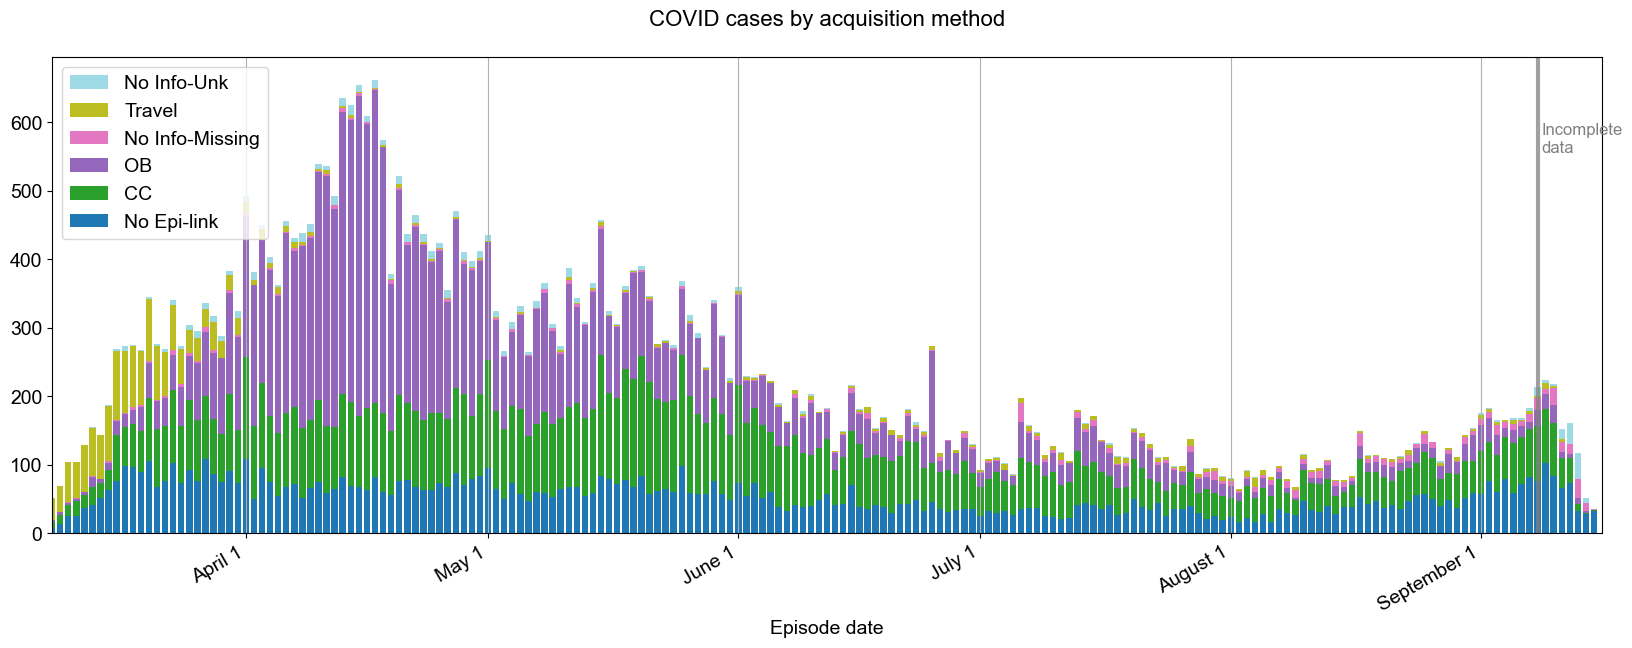 COVID cases by acquisition method
No Info-Unk
Travel
No Info-Missing
OB
CC
No Epi-link
Incomplete
data
600
500
400
300
200
100
0
April 1
May 1
June 1
July 1
August 1
September 1
Episode date